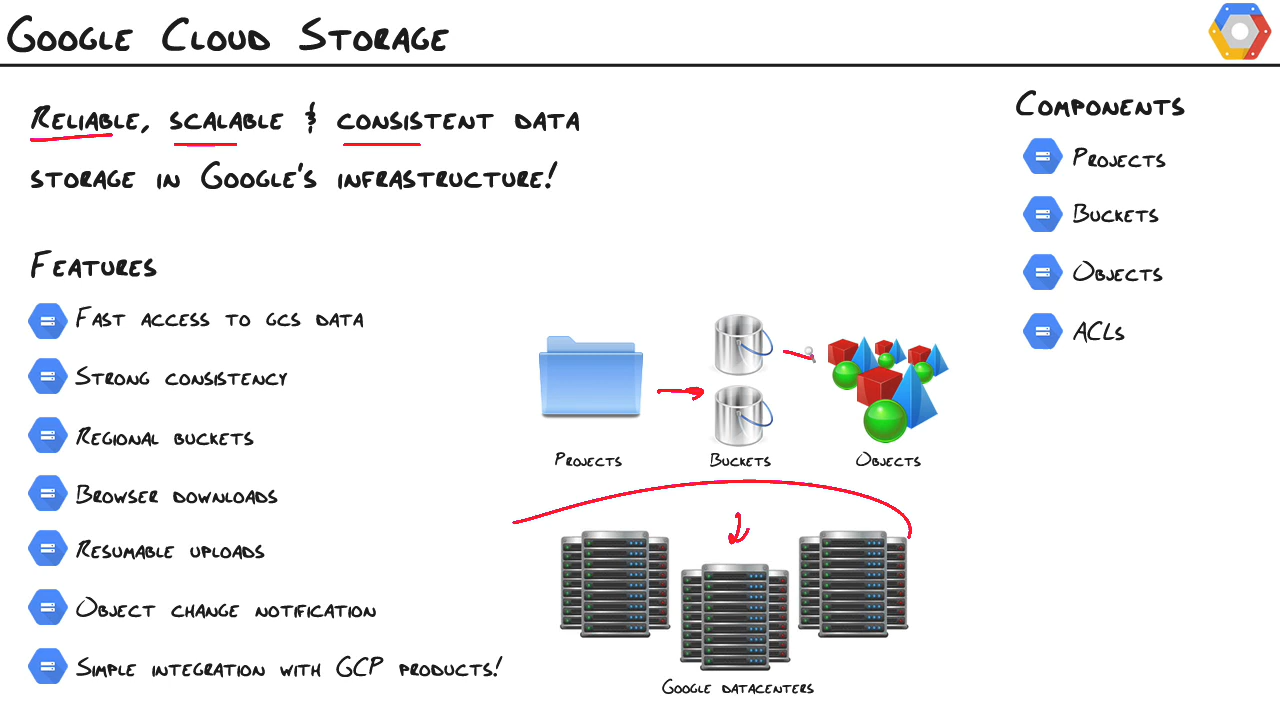 Google Cloud Storage
Reliable, scalable & consistent data
storage in Google's infrastructure!
Features
Fast access to GCS data
Strong consistency
Regional buckets
Browser downloads
Resumable uploads
Object change notification
Simple integration with GCP products!
Projects
Buckets
Objects
Google datacenters
Components
Projects
Buckets
Objects
ACLs